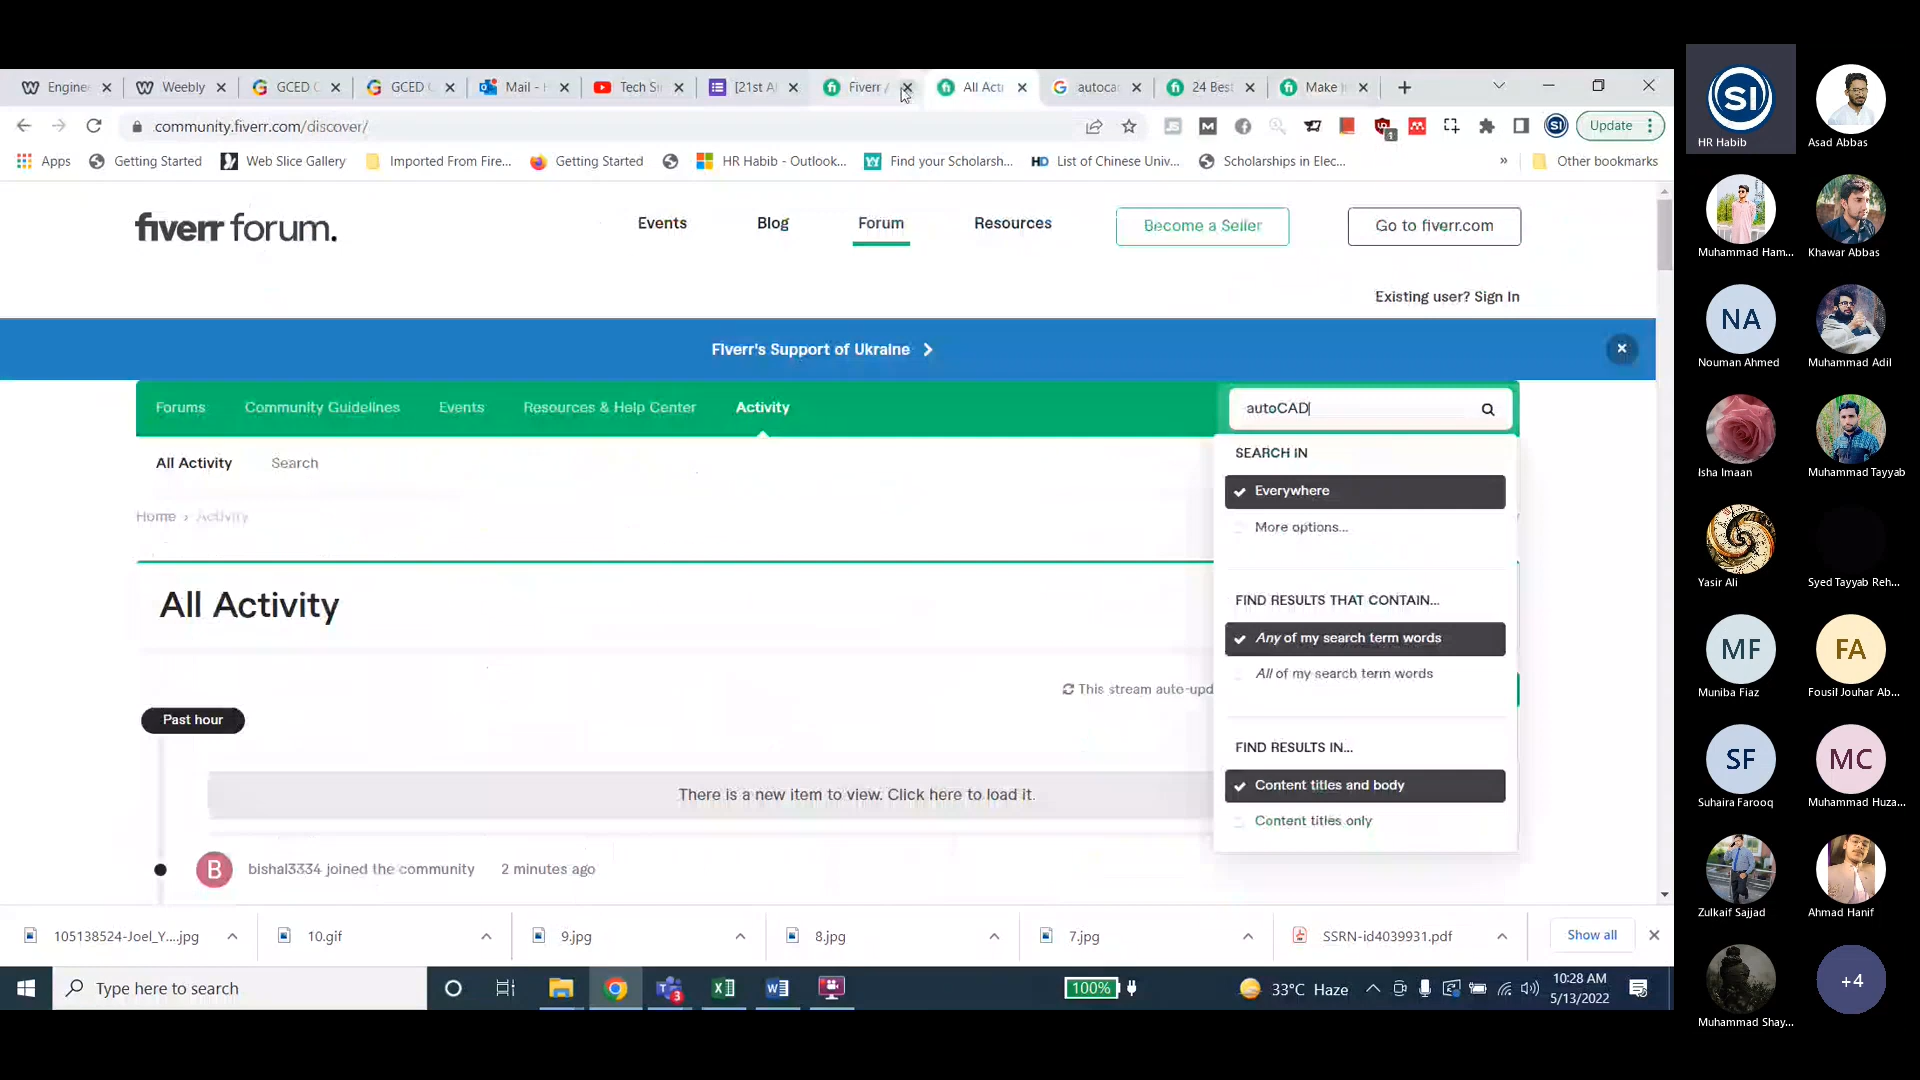 Engine
Weebly
GCED C
GCED C
Mail - H
Tech Si
[21st A
Fiverr /
All Acti
autoca
24 Best
Make i
community.fiverr.com/discover/
Update
Apps
Getting Started
Web Slice Gallery
Imported From Fire...
Getting Started
HR Habib - Outlook...
Find your Scholarsh...
HD List of Chinese Univ...
Scholarships in Elec...
»
Other bookmarks
fiverr forum.
Events
Blog
Forum
Resources
Become a Seller
Go to fiverr.com
Existing user? Sign In
Fiverr's Support of Ukraine
Forums
Community Guidelines
Events
Resources & Help Center
Activity
autoCAD
All Activity
Search
SEARCH IN
Everywhere
More options...
Home › Activity
FIND RESULTS THAT CONTAIN...
Any of my search term words
All of my search term words
All Activity
This stream auto-upd
Past hour
FIND RESULTS IN...
Content titles and body
Content titles only
There is a new item to view. Click here to load it.
B
bishal3334 joined the community
2 minutes ago
105138524-Joel_Y....jpg
10.gif
9.jpg
8.jpg
7.jpg
SSRN-id4039931.pdf
Show all
Type here to search
3
100%
33°C Haze
10:28 AM
5/13/2022
SI
HR Habib
Asad Abbas
Muhammad Ham...
Khawar Abbas
NA
Nouman Ahmed
Muhammad Adil
Isha Imaan
Muhammad Tayyab
Yasir Ali
Syed Tayyab Reh...
MF
Muniba Fiaz
FA
Fousil Jouhar Ab...
SF
Suhaira Farooq
MC
Muhammad Huza...
Zulkaif Sajjad
Ahmad Hanif
Muhammad Shay...
+4